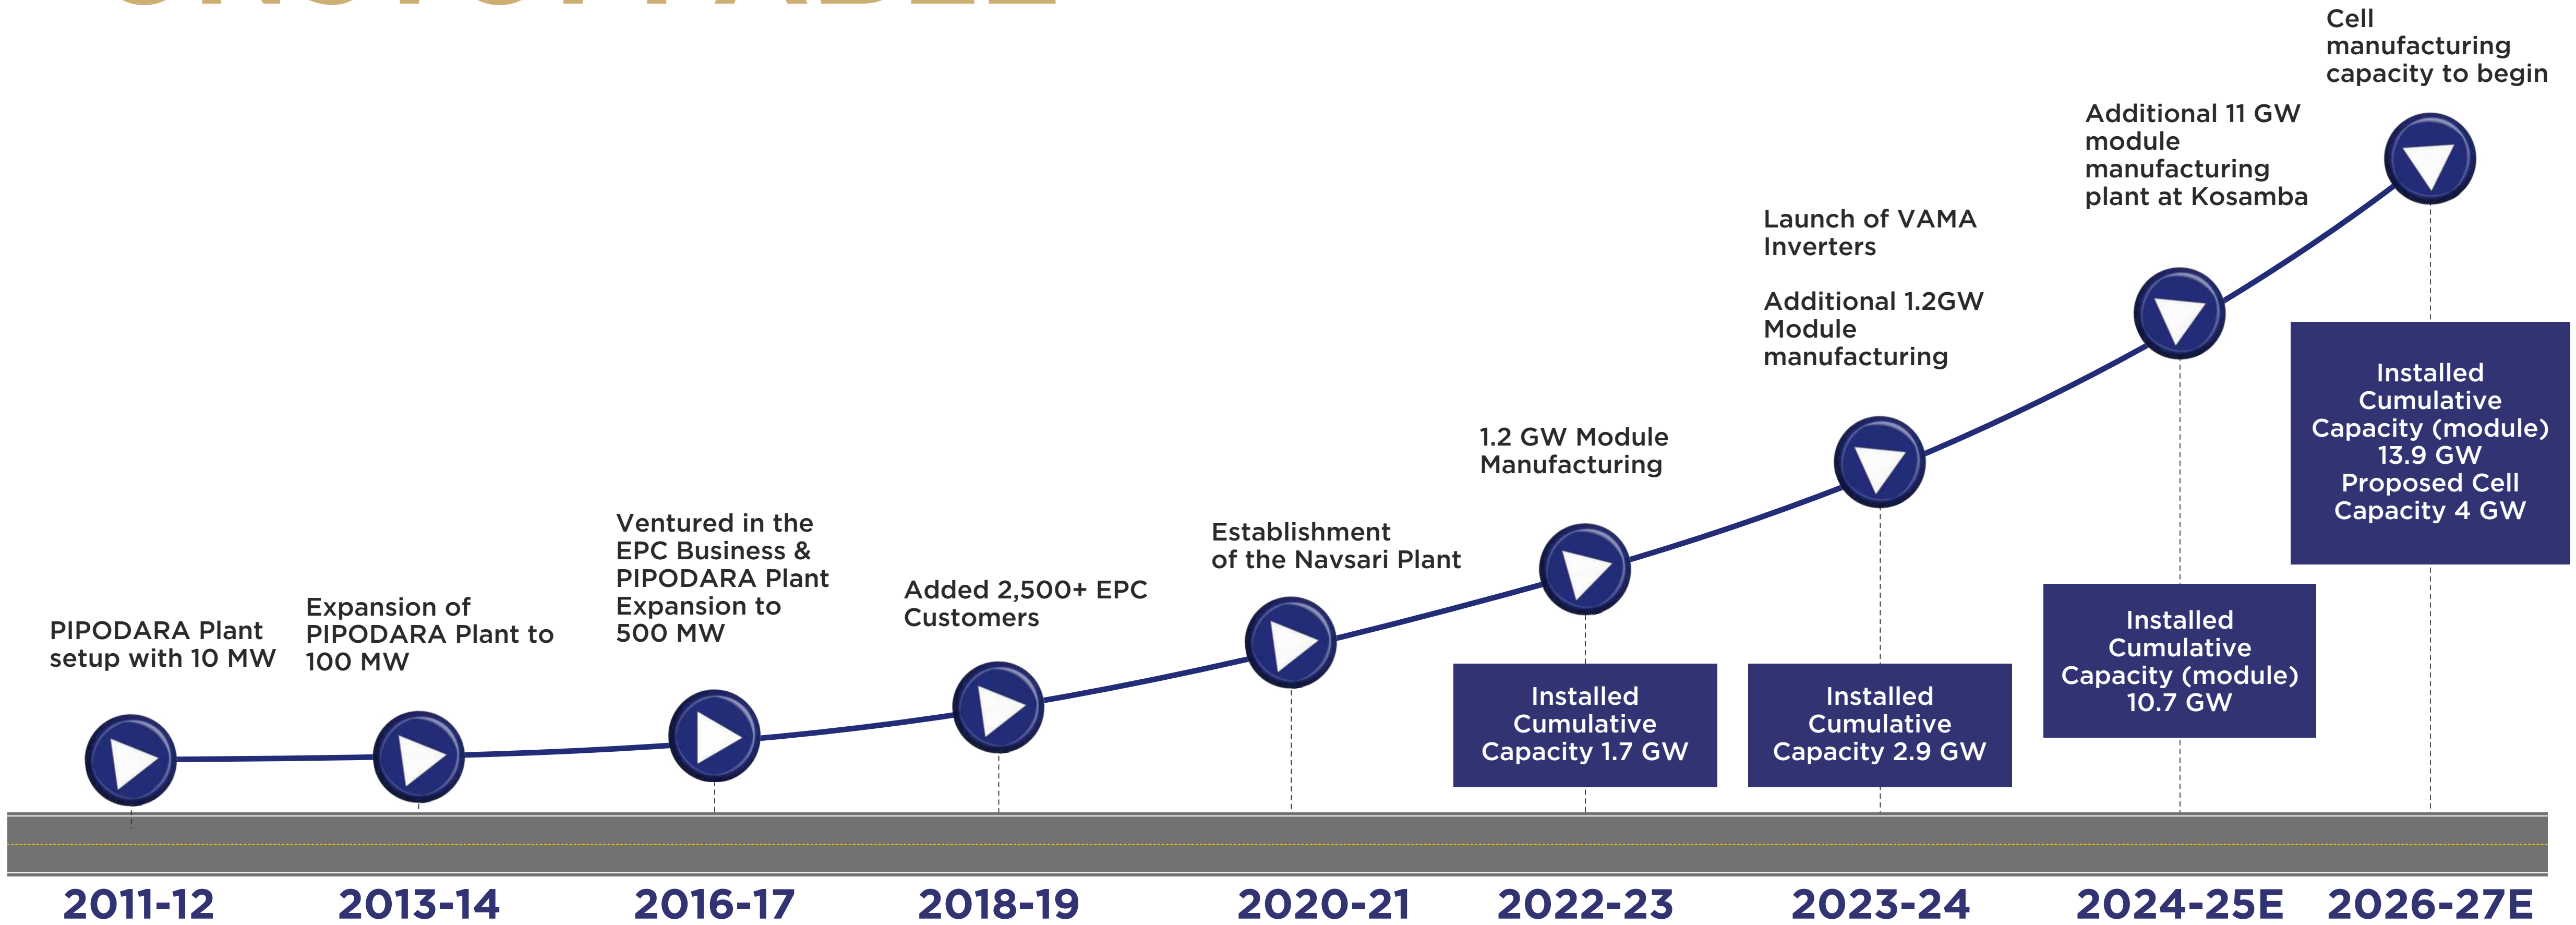 PIPODARA Plant
setup with 10 MW
Expansion of
PIPODARA Plant to
100 MW
Ventured in the
EPC Business &
PIPODARA Plant
Expansion to
500 MW
Added 2,500+ EPC
Customers
Establishment
of the Navsari Plant
1.2 GW Module
Manufacturing
Installed
Cumulative
Capacity 1.7 GW
Launch of VAMA
Inverters
Additional 1.2GW
Module
manufacturing
Installed
Cumulative
Capacity 2.9 GW
Additional 11 GW
module
manufacturing
plant at Kosamba
Installed
Cumulative
Capacity (module)
10.7 GW
Cell
manufacturing
capacity to begin
Installed
Cumulative
Capacity (module)
13.9 GW
Proposed Cell
Capacity 4 GW
2011-12
2013-14
2016-17
2018-19
2020-21
2022-23
2023-24
2024-25E
2026-27E